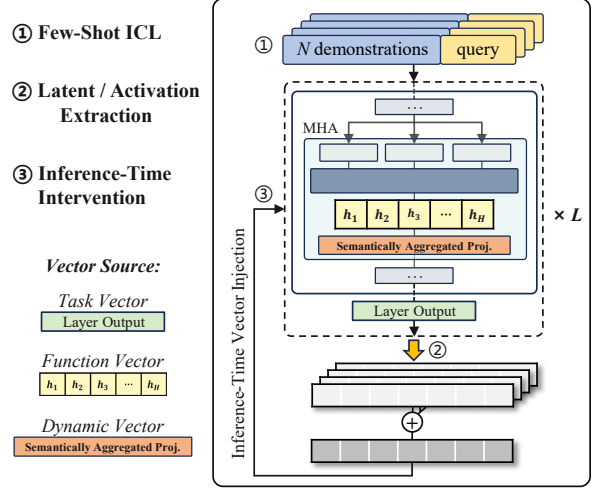 ① Few-Shot ICL
② Latent / Activation
Extraction
③ Inference-Time
Intervention
Vector Source:
Task Vector
Layer Output
Function Vector
h1 h2 h3 ... hH
Dynamic Vector
Semantically Aggregated Proj.
① N demonstrations query
...
MHA
③
h1 h2 h3 ... hH
Semantically Aggregated Proj.
× L
...
Layer Output
②
+
Inference-Time Vector Injection